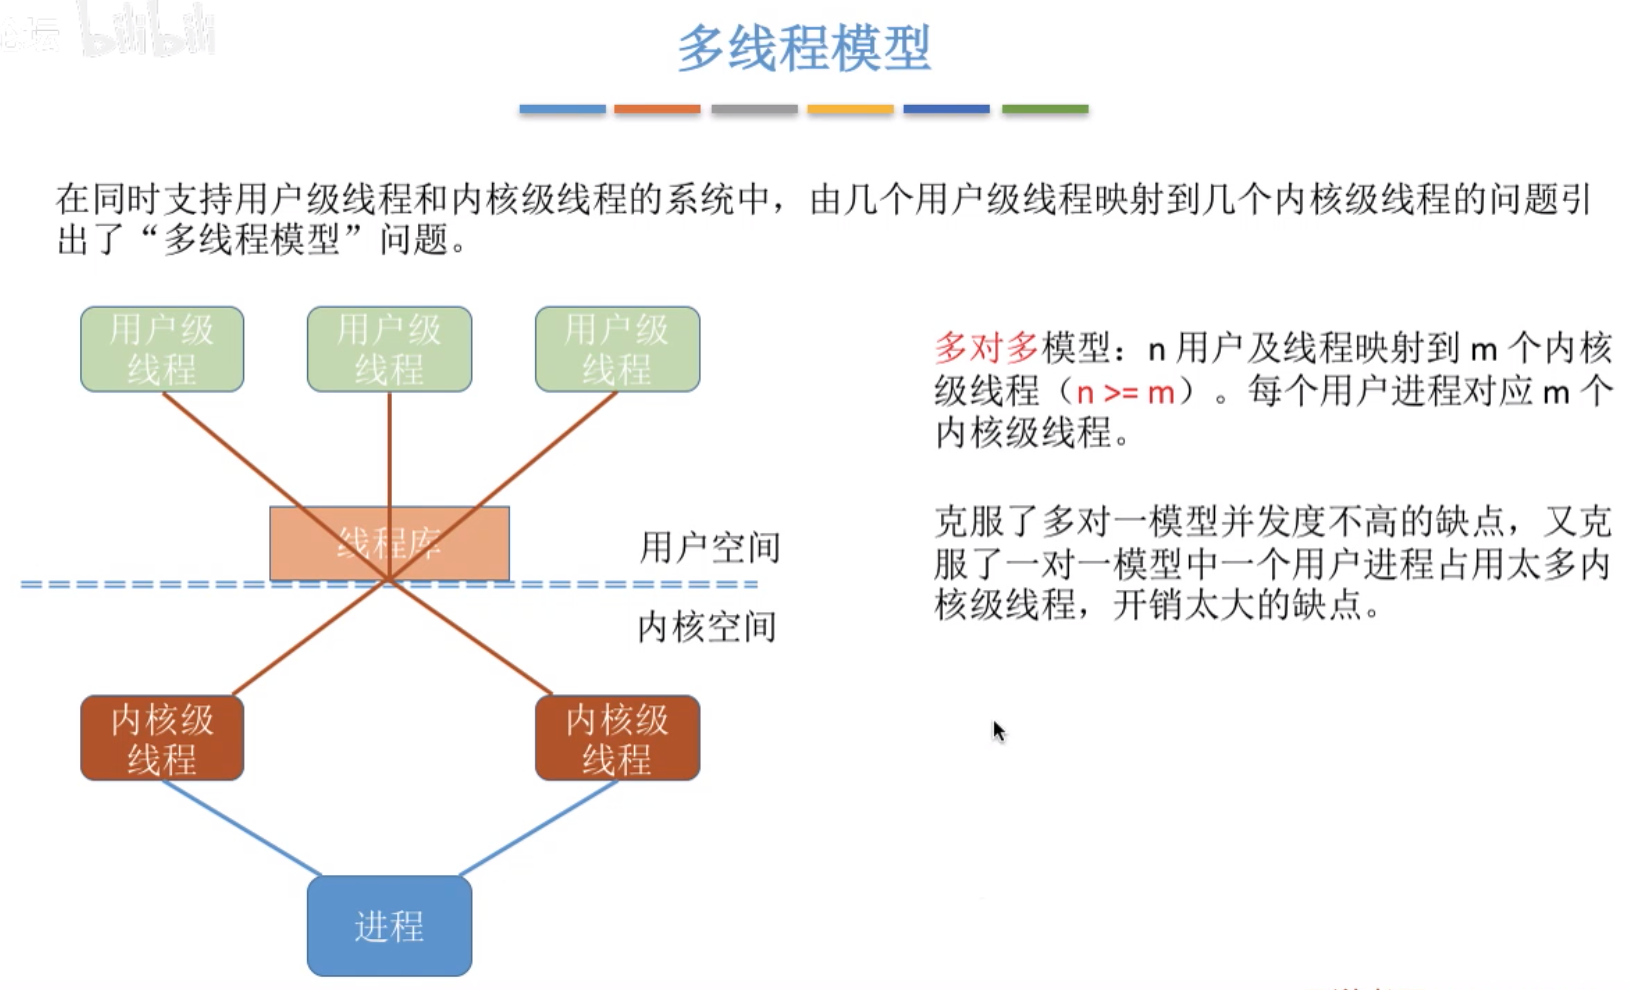 坛 bilibili
多线程模型
在同时支持用户级线程和内核级线程的系统中，由几个用户级线程映射到几个内核级线程的问题引
出了“多线程模型”问题。
用户级
线程
用户级
线程
用户级
线程
线程库
用户空间
内核空间
内核级
线程
内核级
线程
进程
多对多模型：n 用户及线程映射到 m 个内核
级线程（n >= m）。每个用户进程对应 m 个
内核级线程。
克服了多对一模型并发度不高的缺点，又克
服了一对一模型中一个用户进程占用太多内
核级线程，开销太大的缺点。